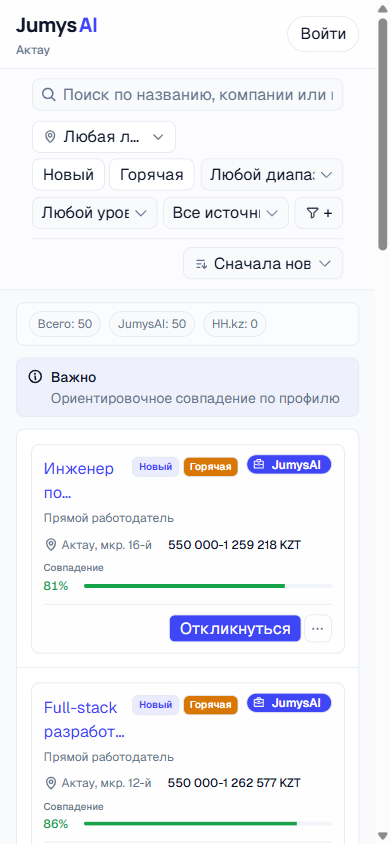 JumysAI
Актау
Войти
Поиск по названию, компании или
Любая л...
Новый
Горячая
Любой диапаз
Любой уров
Все источни
+
Сначала нов
Всего: 50
JumysAI: 50
HH.kz: 0
Важно
Ориентировочное совпадение по профилю
Инженер по...
Новый
Горячая
JumysAI
Прямой работодатель
Актау, мкр. 16-й
550 000-1 259 218 KZT
Совпадение
81%
Откликнуться
...
Full-stack разработ...
Новый
Горячая
JumysAI
Прямой работодатель
Актау, мкр. 12-й
550 000-1 262 577 KZT
Совпадение
86%